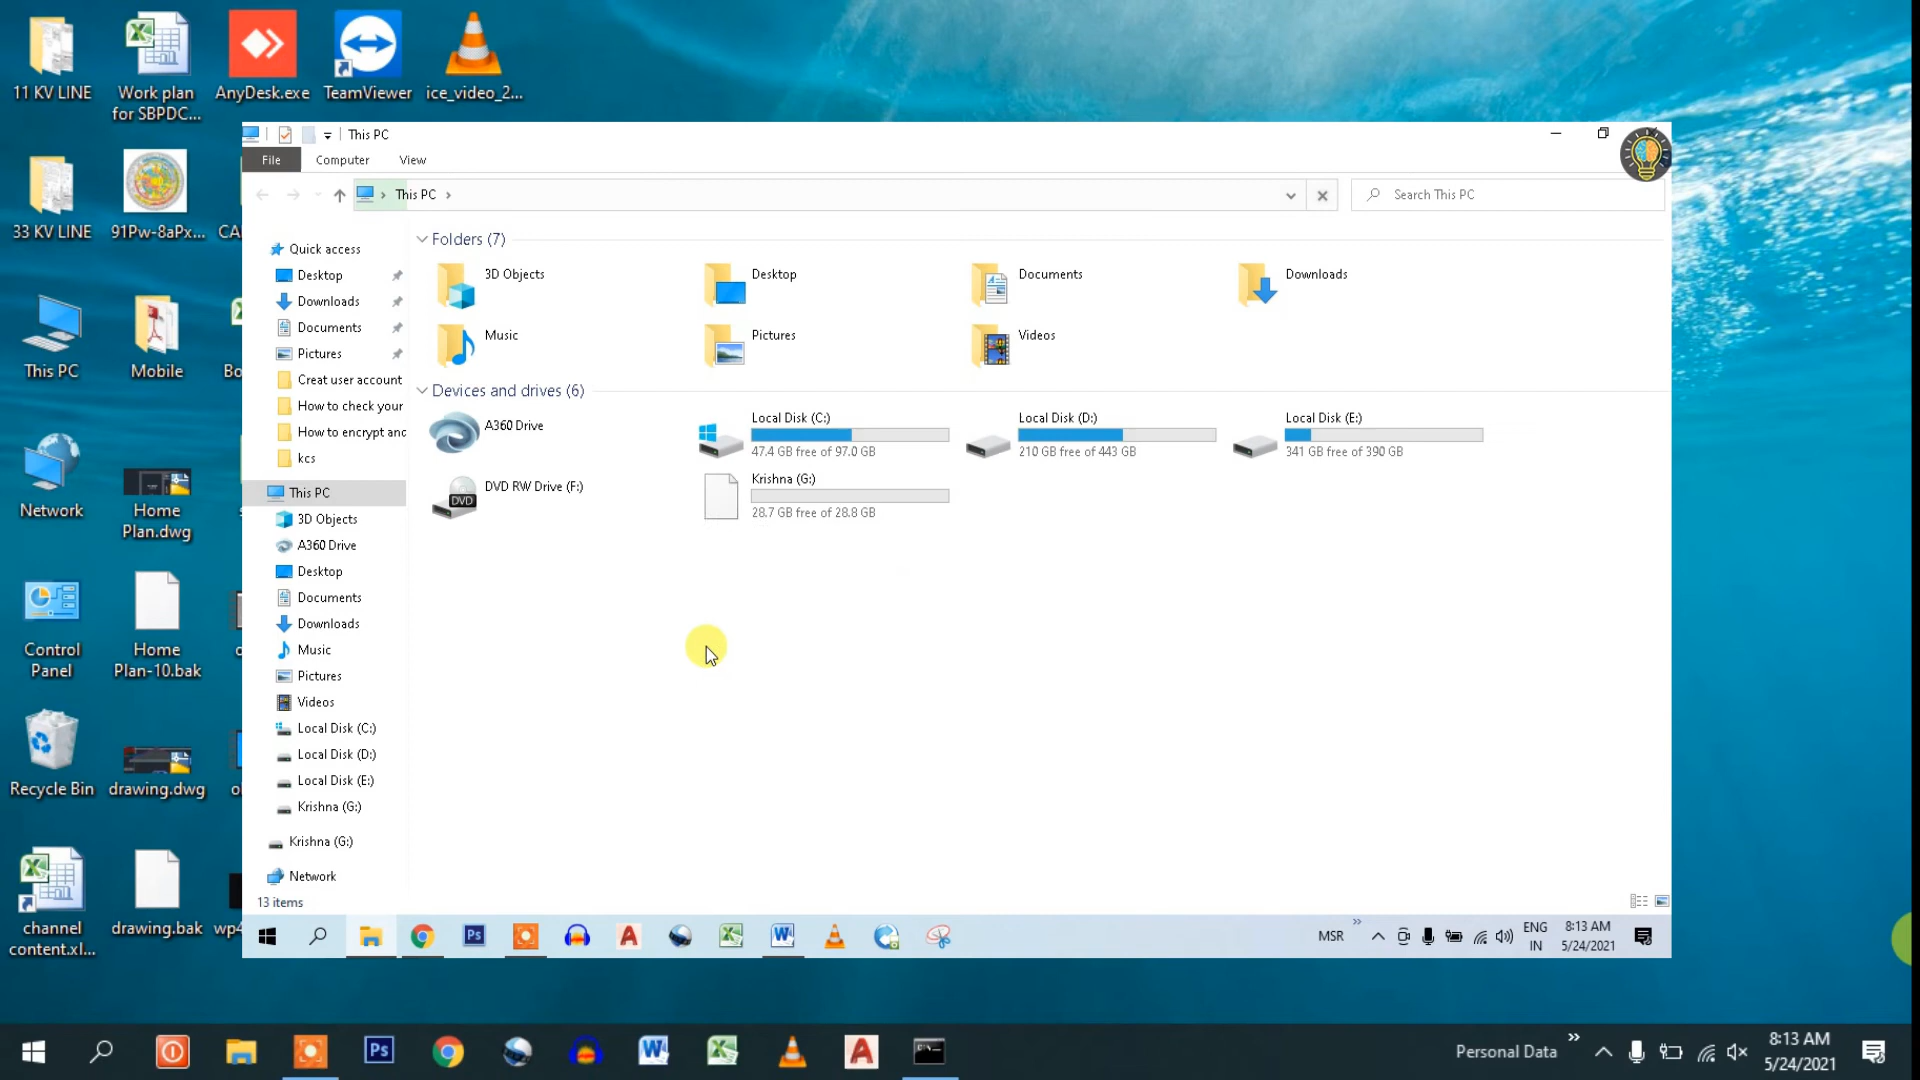 11 KV LINE
Work plan
for SBPDC...
AnyDesk.exe
TeamViewer
ice_video_2...
33 KV LINE
91Pw-8aPx...
CA
This PC
Mobile
Bo
Network
Home
Plan.dwg
Control
Panel
Home
Plan-10.bak
Recycle Bin
drawing.dwg
channel
content.xl...
drawing.bak
wp4
This PC
File
Computer
View
This PC
Search This PC
Quick access
Desktop
Downloads
Documents
Pictures
Creat user account
How to check your
How to encrypt and
kcs
This PC
3D Objects
A360 Drive
Desktop
Documents
Downloads
Music
Pictures
Videos
Local Disk (C:)
Local Disk (D:)
Local Disk (E:)
Krishna (G:)
Krishna (G:)
Network
13 items
Folders (7)
3D Objects
Desktop
Documents
Downloads
Music
Pictures
Videos
Devices and drives (6)
A360 Drive
Local Disk (C:)
47.4 GB free of 97.0 GB
Local Disk (D:)
210 GB free of 443 GB
Local Disk (E:)
341 GB free of 390 GB
DVD RW Drive (F:)
DVD
Krishna (G:)
28.7 GB free of 28.8 GB
Ps
MSR
ENG
IN
8:13 AM
5/24/2021
Ps
Personal Data
8:13 AM
5/24/2021